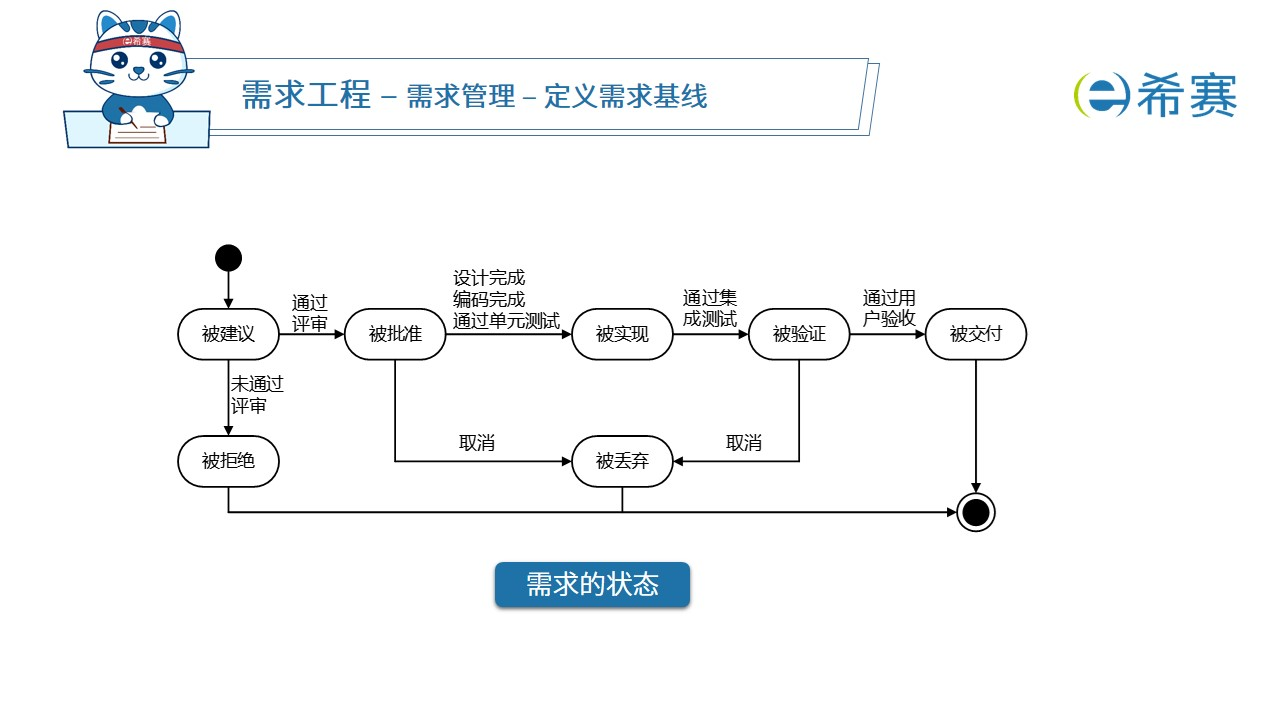 希赛
需求工程 – 需求管理 – 定义需求基线
希赛
设计完成
编码完成
通过单元测试
通过
评审
通过集
成测试
通过用
户验收
被建议
被批准
被实现
被验证
被交付
未通过
评审
取消
取消
被拒绝
被丢弃
需求的状态